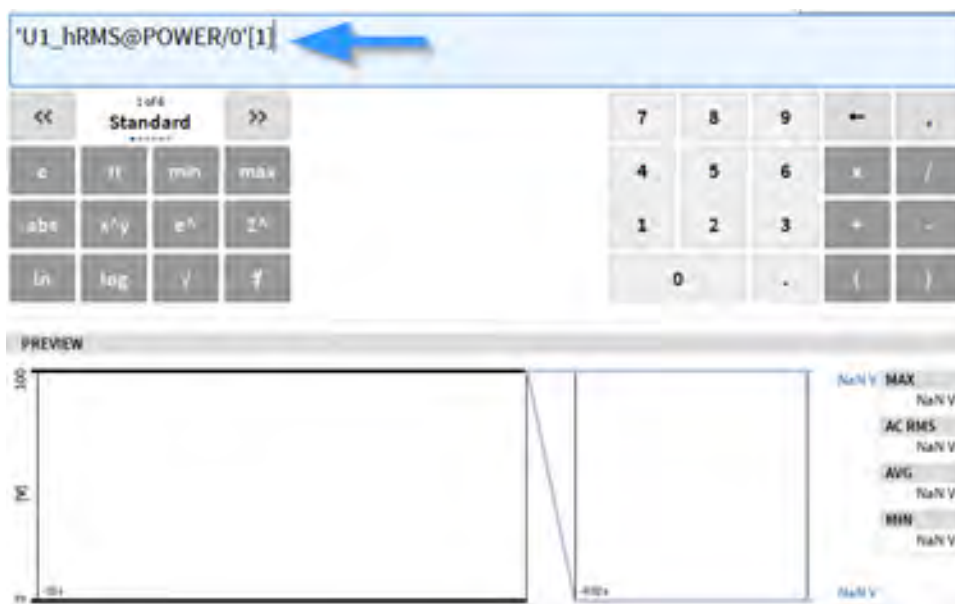 'U1_hRMS@POWER/0'[1]
<< 1 of 6 >>
Standard
7 8 9 ← ,
e π min max 4 5 6 x /
abs x^y e^ 2^ 1 2 3 + -
ln log √ 0 . ( )
PREVIEW
100 NaN V MAX
NaN V
AC RMS
NaN V
[V] AVG
NaN V
MIN
NaN V
NaN V